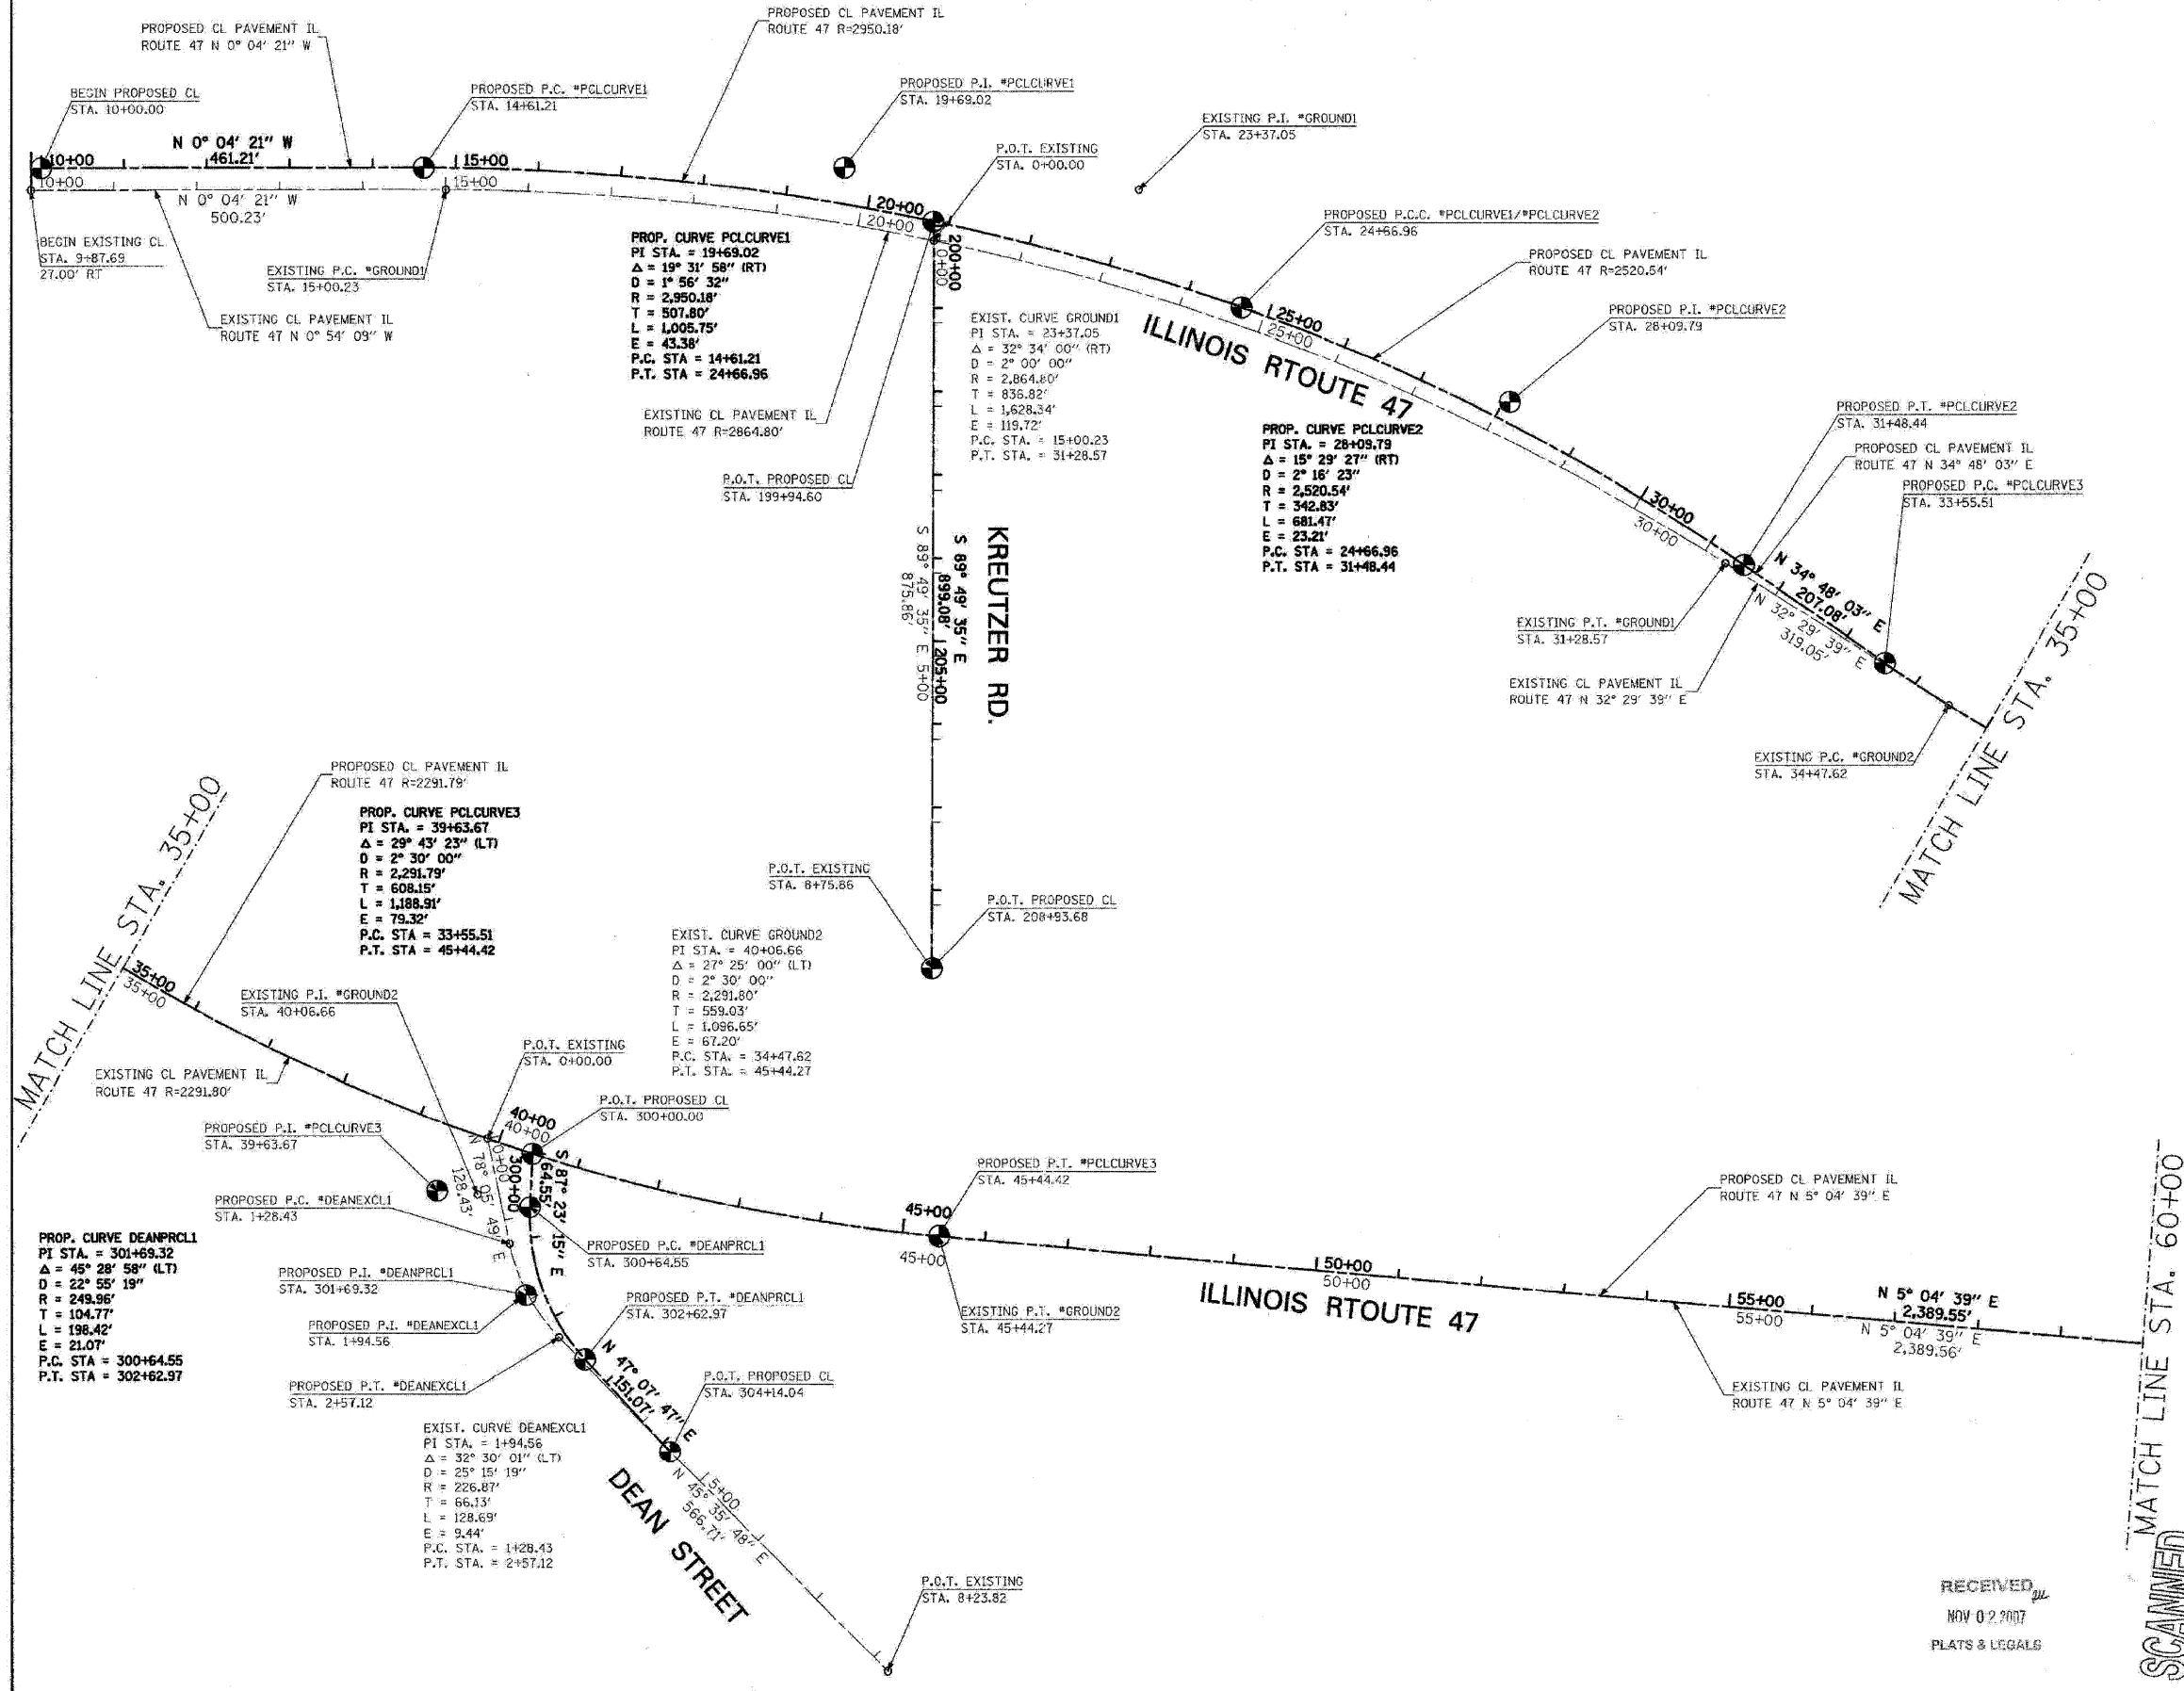 PROPOSED CL PAVEMENT IL
ROUTE 47 N 0° 04' 21" W
PROPOSED CL PAVEMENT IL
ROUTE 47 R=2950.18'
BEGIN PROPOSED CL
STA. 10+00.00
PROPOSED P.C. *PCLCURVE1
STA. 14+61.21
PROPOSED P.I. *PCLCURVE1
STA. 19+69.02
EXISTING P.I. *GROUND1
STA. 23+37.05
P.O.T. EXISTING
STA. 0+00.00
N 0° 04' 21" W
461.21'
10+00
15+00
10+00
15+00
N 0° 04' 21" W
500.23'
20+00
20+00
BEGIN EXISTING CL
STA. 9+87.69
27.00' RT
EXISTING P.C. *GROUND1
STA. 15+00.23
EXISTING CL PAVEMENT IL
ROUTE 47 N 0° 54' 09" W
PROP. CURVE PCLCURVE1
PI STA. = 19+69.02
Δ = 19° 31' 58" (RT)
D = 1° 56' 32"
R = 2,950.18'
T = 507.80'
L = 1,005.75'
E = 43.38'
P.C. STA = 14+61.21
P.T. STA = 24+66.96
EXISTING CL PAVEMENT IL
ROUTE 47 R=2864.80'
P.O.T. PROPOSED CL
STA. 199+94.60
200+00
0+00
EXIST. CURVE GROUND1
PI STA. = 23+37.05
Δ = 32° 34' 00" (RT)
D = 2° 00' 00"
R = 2,864.80'
T = 836.82'
L = 1,628.34'
E = 119.72'
P.C. STA. = 15+00.23
P.T. STA. = 31+28.57
PROPOSED P.C.C. *PCLCURVE1/*PCLCURVE2
STA. 24+66.96
PROPOSED CL PAVEMENT IL
ROUTE 47 R=2520.54'
PROPOSED P.I. *PCLCURVE2
STA. 28+09.79
25+00
25+00
ILLINOIS RTOUTE 47
PROP. CURVE PCLCURVE2
PI STA. = 28+09.79
Δ = 15° 29' 27" (RT)
D = 2° 16' 23"
R = 2,520.54'
T = 342.83'
L = 681.47'
E = 23.21'
P.C. STA = 24+66.96
P.T. STA = 31+48.44
PROPOSED P.T. *PCLCURVE2
STA. 31+48.44
PROPOSED CL PAVEMENT IL
ROUTE 47 N 34° 48' 03" E
PROPOSED P.C. *PCLCURVE3
STA. 33+55.51
30+00
30+00
N 34° 48' 03" E
207.08'
N 32° 29' 39" E
319.05'
EXISTING P.T. *GROUND1
STA. 31+28.57
EXISTING CL PAVEMENT IL
ROUTE 47 N 32° 29' 39" E
EXISTING P.C. *GROUND2
STA. 34+47.62
MATCH LINE STA. 35+00
KREUTZER RD.
S 89° 49' 35" E
899.08'
205+00
S 89° 49' 35" E
875.86'
5+00
P.O.T. EXISTING
STA. 8+75.86
P.O.T. PROPOSED CL
STA. 208+93.68
MATCH LINE STA. 35+00
PROPOSED CL PAVEMENT IL
ROUTE 47 R=2291.79'
PROP. CURVE PCLCURVE3
PI STA. = 39+63.67
Δ = 29° 43' 23" (LT)
D = 2° 30' 00"
R = 2,291.79'
T = 608.15'
L = 1,188.91'
E = 79.32'
P.C. STA = 33+55.51
P.T. STA = 45+44.42
35+00
35+00
EXISTING P.I. *GROUND2
STA. 40+06.66
EXIST. CURVE GROUND2
PI STA. = 40+06.66
Δ = 27° 25' 00" (LT)
D = 2° 30' 00"
R = 2,291.80'
T = 559.03'
L = 1,096.65'
E = 67.20'
P.C. STA. = 34+47.62
P.T. STA. = 45+44.27
EXISTING CL PAVEMENT IL
ROUTE 47 R=2291.80'
P.O.T. EXISTING
STA. 0+00.00
P.O.T. PROPOSED CL
STA. 300+00.00
40+00
40+00
PROPOSED P.I. *PCLCURVE3
STA. 39+63.67
PROPOSED P.C. *DEANEXCL1
STA. 1+28.43
0+00
N 78° 05' 49" E
128.43'
300+00
S 87° 23' 15" E
64.55'
PROP. CURVE DEANPRCL1
PI STA. = 301+69.32
Δ = 45° 28' 58" (LT)
D = 22° 55' 19"
R = 249.96'
T = 104.77'
L = 198.42'
E = 21.07'
P.C. STA = 300+64.55
P.T. STA = 302+62.97
PROPOSED P.C. *DEANPRCL1
STA. 300+64.55
PROPOSED P.I. *DEANPRCL1
STA. 301+69.32
PROPOSED P.T. *DEANPRCL1
STA. 302+62.97
PROPOSED P.I. *DEANEXCL1
STA. 1+94.56
PROPOSED P.T. *DEANEXCL1
STA. 2+57.12
N 47° 07' 47" E
151.07'
P.O.T. PROPOSED CL
STA. 304+14.04
EXIST. CURVE DEANEXCL1
PI STA. = 1+94.56
Δ = 32° 30' 01" (LT)
D = 25° 15' 19"
R = 226.87'
T = 66.13'
L = 128.69'
E = 9.44'
P.C. STA. = 1+28.43
P.T. STA. = 2+57.12
5+00
N 45° 35' 48" E
566.71'
DEAN STREET
P.O.T. EXISTING
STA. 8+23.82
PROPOSED P.T. *PCLCURVE3
STA. 45+44.42
45+00
45+00
EXISTING P.T. *GROUND2
STA. 45+44.27
50+00
50+00
ILLINOIS RTOUTE 47
PROPOSED CL PAVEMENT IL
ROUTE 47 N 5° 04' 39" E
55+00
55+00
N 5° 04' 39" E
2,389.55'
N 5° 04' 39" E
2,389.56'
EXISTING CL PAVEMENT IL
ROUTE 47 N 5° 04' 39" E
MATCH LINE STA. 60+00
RECEIVED
NOV 02 2007
PLATS & LEGALS
SCANNED